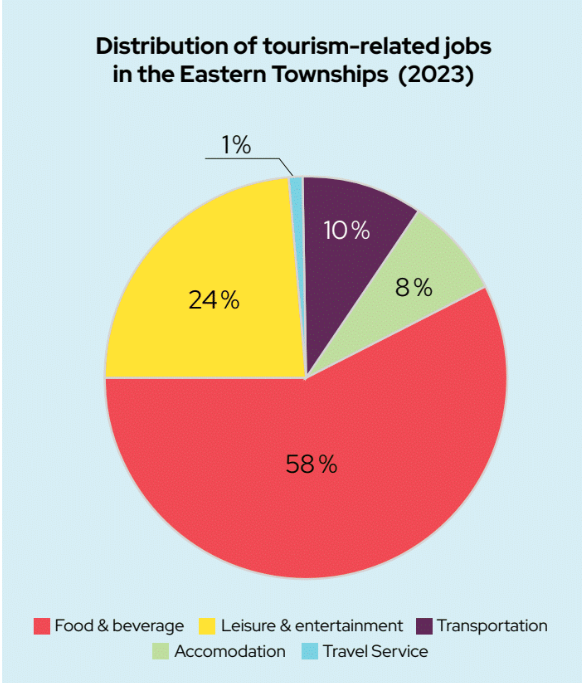 Distribution of tourism-related jobs
in the Eastern Townships (2023)
1%
10%
8%
24%
58%
Food & beverage Leisure & entertainment Transportation
Accomodation Travel Service